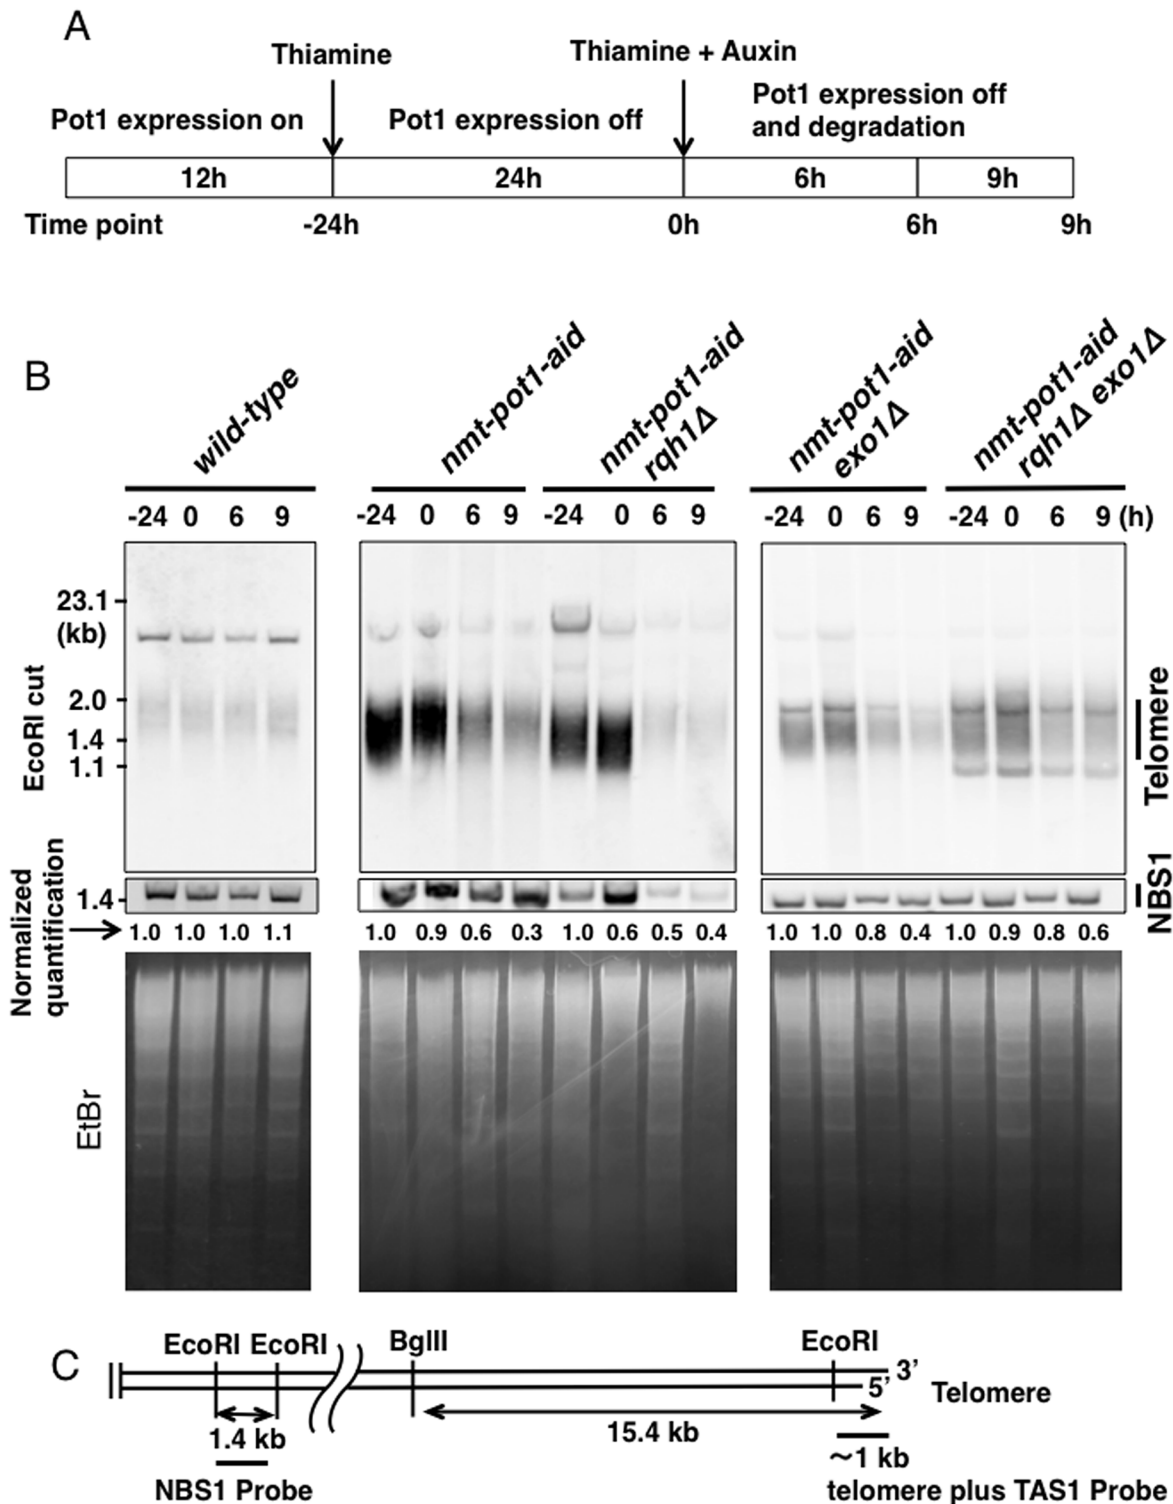 A
Thiamine
Thiamine + Auxin
Pot1 expression on
Pot1 expression off
Pot1 expression off
and degradation
12h
24h
6h
9h
Time point
-24h
0h
6h
9h
B
wild-type
nmt-pot1-aid
nmt-pot1-aid
rqh1Δ
nmt-pot1-aid
exo1Δ
nmt-pot1-aid
rqh1Δ exo1Δ
-24 0 6 9
-24 0 6 9 -24 0 6 9
-24 0 6 9 -24 0 6 9 (h)
23.1
(kb)
2.0
1.4
1.1
EcoRI cut
Telomere
1.4
NBS1
Normalized
quantification
1.0 1.0 1.0 1.1
1.0 0.9 0.6 0.3 1.0 0.6 0.5 0.4
1.0 1.0 0.8 0.4 1.0 0.9 0.8 0.6
EtBr
C
EcoRI EcoRI
BglII
EcoRI
3’
5’
Telomere
1.4 kb
15.4 kb
~1 kb
NBS1 Probe
telomere plus TAS1 Probe